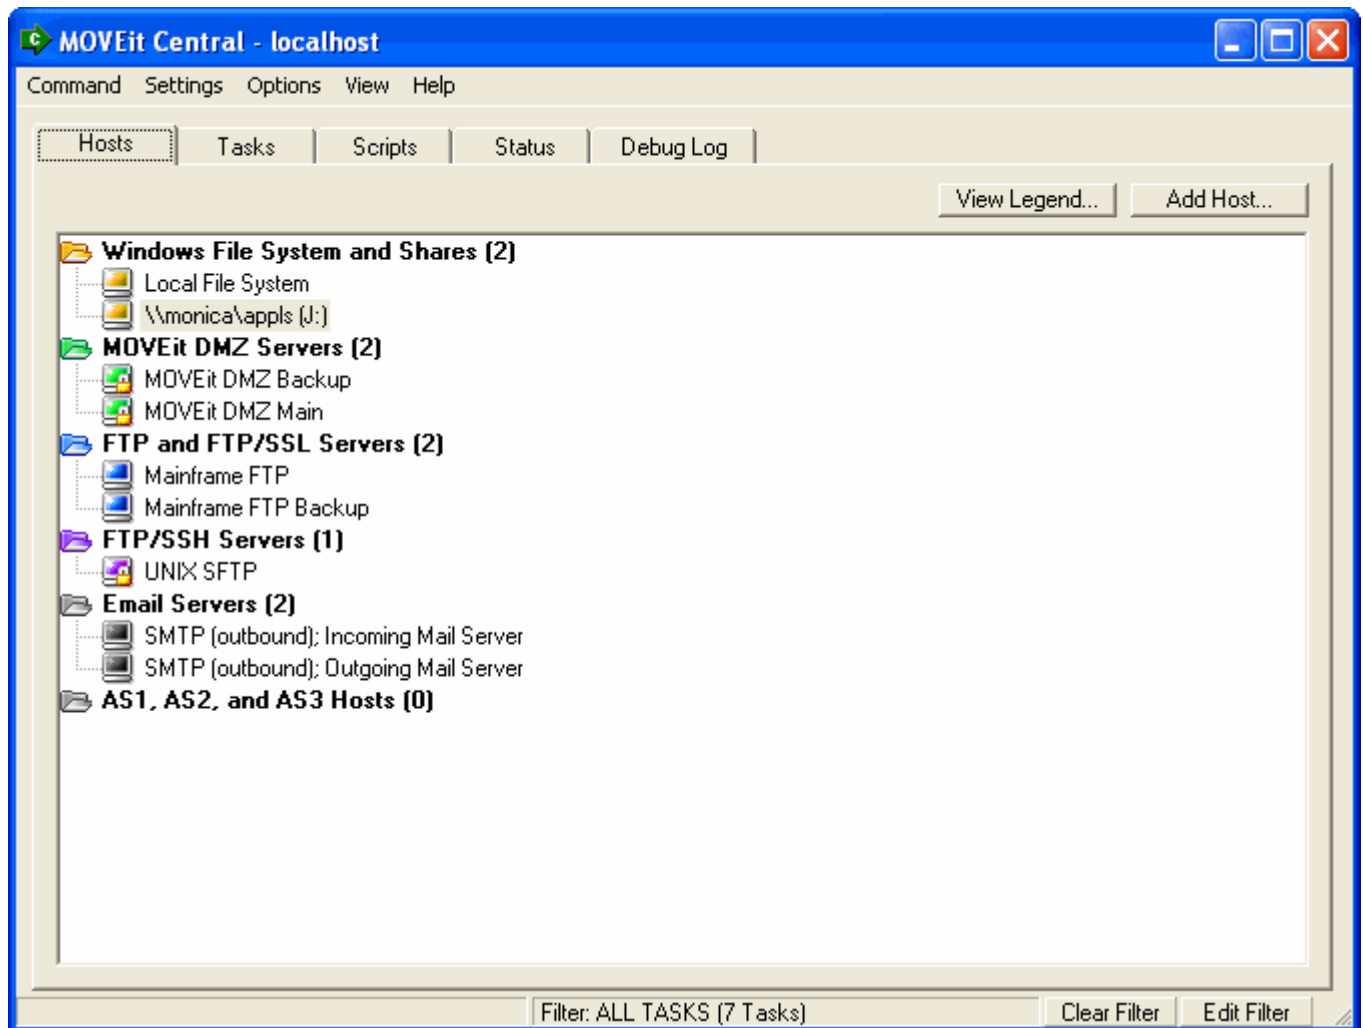 C MOVEit Central - localhost
Command Settings Options View Help
Hosts Tasks Scripts Status Debug Log
View Legend... Add Host...
Windows File System and Shares (2)
Local File System
\\monica\appls (J:)
MOVEit DMZ Servers (2)
MOVEit DMZ Backup
MOVEit DMZ Main
FTP and FTP/SSL Servers (2)
Mainframe FTP
Mainframe FTP Backup
FTP/SSH Servers (1)
UNIX SFTP
Email Servers (2)
SMTP (outbound); Incoming Mail Server
SMTP (outbound); Outgoing Mail Server
AS1, AS2, and AS3 Hosts (0)
Filter: ALL TASKS (7 Tasks) Clear Filter Edit Filter